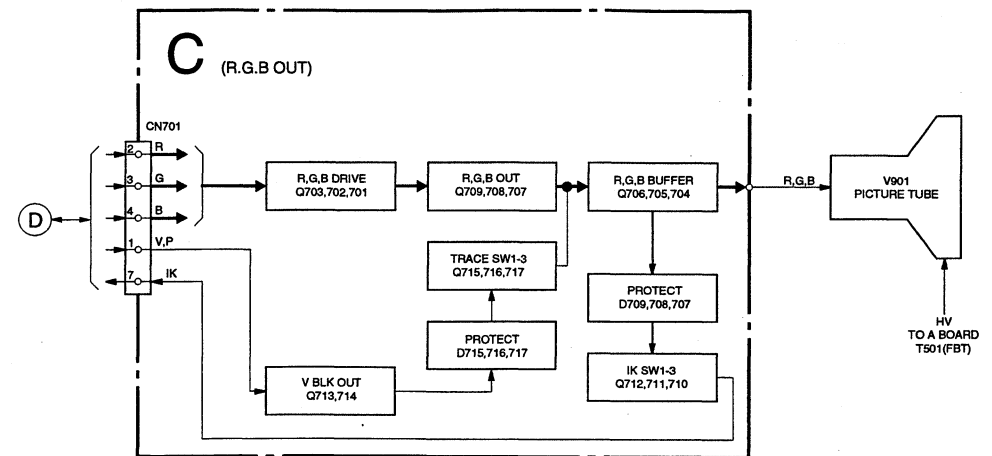 C (R.G.B OUT)
CN701
2 R
3 G
4 B
1 V,P
7 IK
D
R,G,B DRIVE
Q703,702,701
R,G,B OUT
Q709,708,707
R,G,B BUFFER
Q706,705,704
R,G,B
V901
PICTURE TUBE
TRACE SW1-3
Q715,716,717
PROTECT
D709,708,707
PROTECT
D715,716,717
HV
TO A BOARD
T501(FBT)
V BLK OUT
Q713,714
IK SW1-3
Q712,711,710